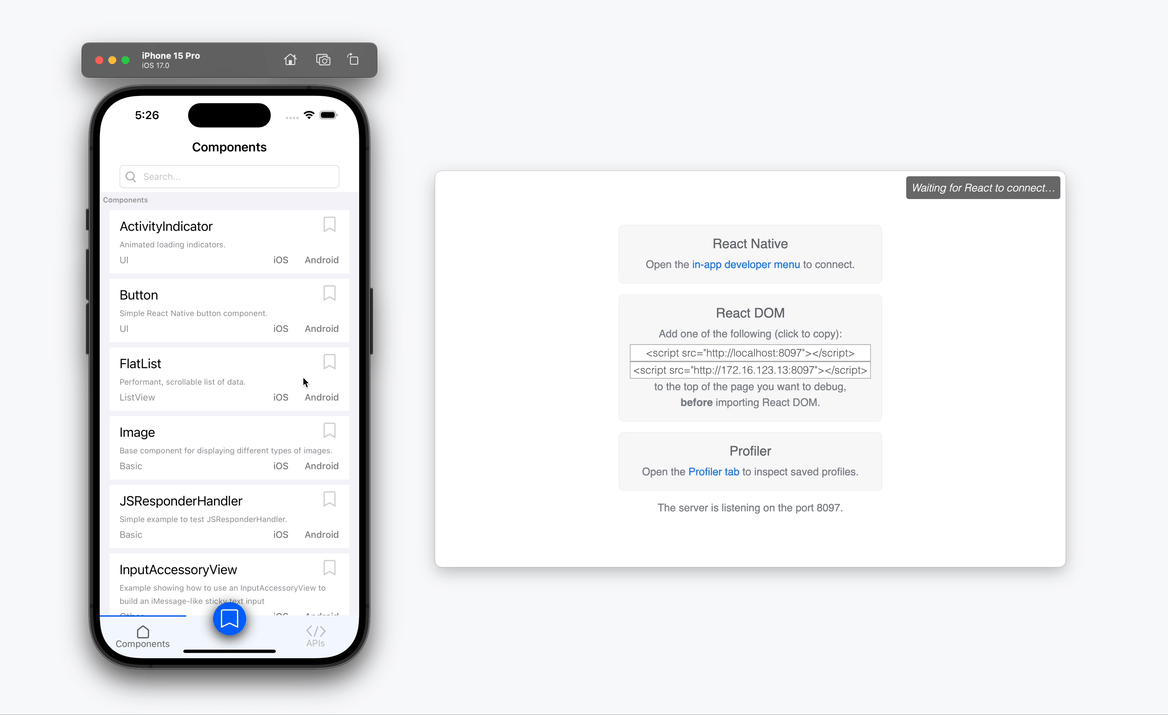 iPhone 15 Pro
iOS 17.0
5:26
Components
Search...
Components
ActivityIndicator
Animated loading indicators.
UI iOS Android
Button
Simple React Native button component.
UI iOS Android
FlatList
Performant, scrollable list of data.
ListView iOS Android
Image
Base component for displaying different types of images.
Basic iOS Android
JSResponderHandler
Simple example to test JSResponderHandler.
Basic iOS Android
InputAccessoryView
Example showing how to use an InputAccessoryView to
build an iMessage-like sticky text input
Other iOS Android
Components
APIs
Waiting for React to connect…
React Native
Open the in-app developer menu to connect.
React DOM
Add one of the following (click to copy):
<script src="http://localhost:8097"></script>
<script src="http://172.16.123.13:8097"></script>
to the top of the page you want to debug,
before importing React DOM.
Profiler
Open the Profiler tab to inspect saved profiles.
The server is listening on the port 8097.